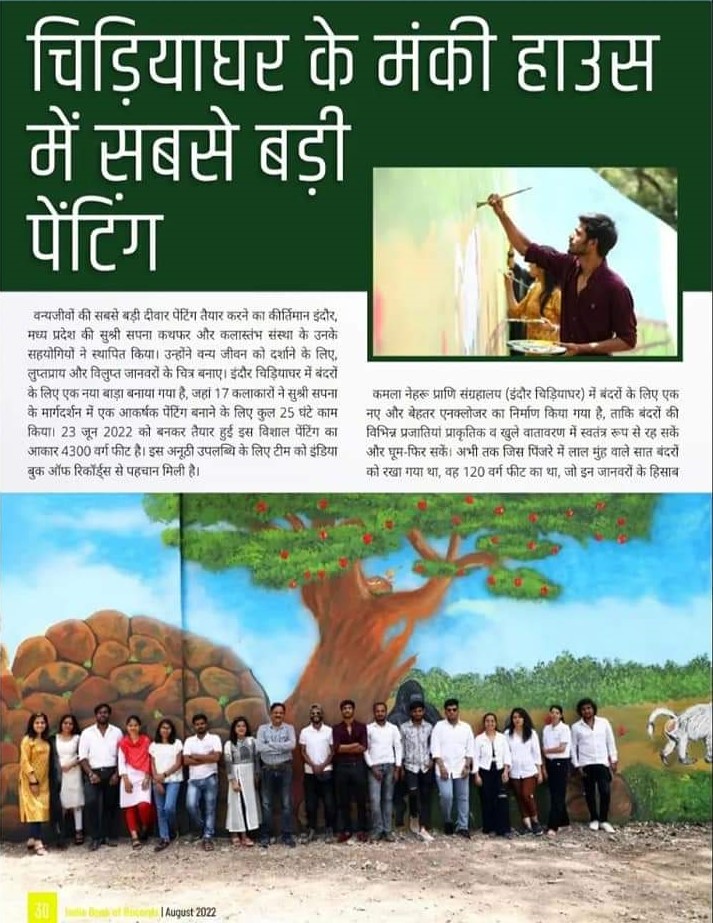 चिड़ियाघर के मंकी हाउस
में सबसे बड़ी
पेंटिंग
वन्यजीवों की सबसे बड़ी दीवार पेंटिंग तैयार करने का कीर्तिमान इंदौर,
मध्य प्रदेश की सुश्री सपना कथफर और कलास्तंभ संस्था के उनके
सहयोगियों ने स्थापित किया। उन्होंने वन्य जीवन को दर्शाने के लिए,
लुप्तप्राय और विलुप्त जानवरों के चित्र बनाए। इंदौर चिड़ियाघर में बंदरों
के लिए एक नया बाड़ा बनाया गया है, जहां 17 कलाकारों ने सुश्री सपना
के मार्गदर्शन में एक आकर्षक पेंटिंग बनाने के लिए कुल 25 घंटे काम
किया। 23 जून 2022 को बनकर तैयार हुई इस विशाल पेंटिंग का
आकार 4300 वर्ग फीट है। इस अनूठी उपलब्धि के लिए टीम को इंडिया
बुक ऑफ रिकॉर्ड्स से पहचान मिली है।
कमला नेहरू प्राणि संग्रहालय (इंदौर चिड़ियाघर) में बंदरों के लिए एक
नए और बेहतर एनक्लोजर का निर्माण किया गया है, ताकि बंदरों की
विभिन्न प्रजातियां प्राकृतिक व खुले वातावरण में स्वतंत्र रूप से रह सकें
और घूम-फिर सकें। अभी तक जिस पिंजरे में लाल मुंह वाले सात बंदरों
को रखा गया था, वह 120 वर्ग फीट का था, जो इन जानवरों के हिसाब
30 India Book of Records | August 2022